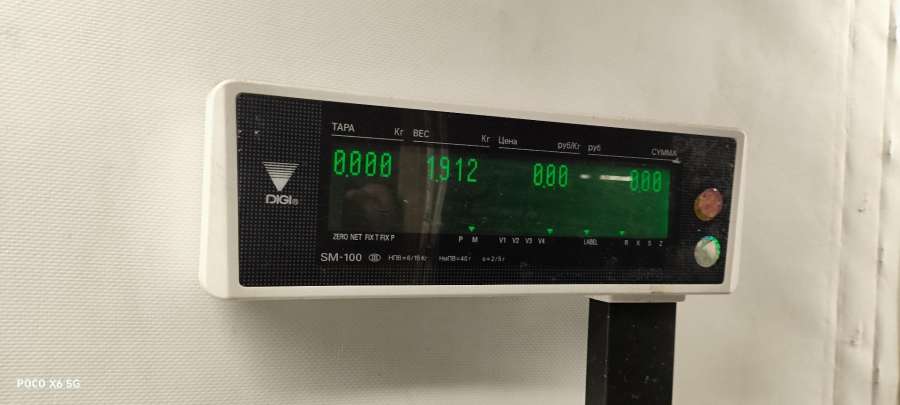 ТАРА Кг ВЕС Кг Цена руб/Кг руб СУММА
0.000 1.912 0.00 0.00
DIGI®
ZERO NET FIX T FIX P P M V1 V2 V3 V4 LABEL R X S Z
SM-100 НПВ=6/15Кг НмПВ=40г e=2/5г
POCO X6 5G